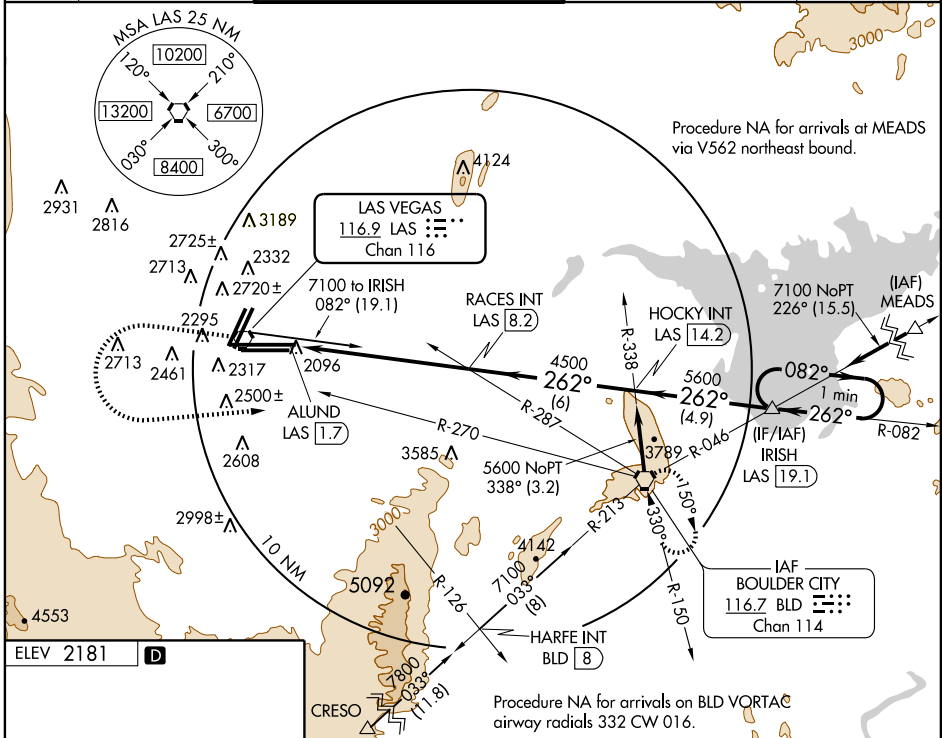 MSA LAS 25 NM
10200
120°
210°
13200
6700
030°
300°
8400
3000
Procedure NA for arrivals at MEADS
via V562 northeast bound.
4124
2931
2816
3189
LAS VEGAS
116.9 LAS
Chan 116
2725±
2713
2332
2720±
7100 to IRISH
082° (19.1)
RACES INT
LAS 8.2
HOCKY INT
LAS 14.2
7100 NoPT
226° (15.5)
(IAF)
MEADS
2295
2713
2461
2317
2096
R-338
4500
262°
(6)
5600
262°
(4.9)
082°
1 min
262°
R-082
2500±
ALUND
LAS 1.7
R-287
R-270
(IF/IAF)
IRISH
LAS 19.1
R-046
3789
2608
3585
5600 NoPT
338° (3.2)
R-213
150°
330°
2998±
3000
10 NM
4142
7100
033°
(8)
R-126
R-150
IAF
BOULDER CITY
116.7 BLD
Chan 114
5092
4553
HARFE INT
BLD 8
ELEV 2181 D
7800
033°
(11.8)
CRESO
Procedure NA for arrivals on BLD VORTAC
airway radials 332 CW 016.